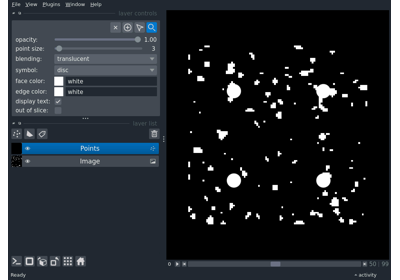 File View Plugins Window Help
layer controls
opacity: 1.00
point size: 3
blending: translucent
symbol: disc
face color: white
edge color: white
display text:
out of slice:
layer list
Points
Image
50 99
Ready
activity